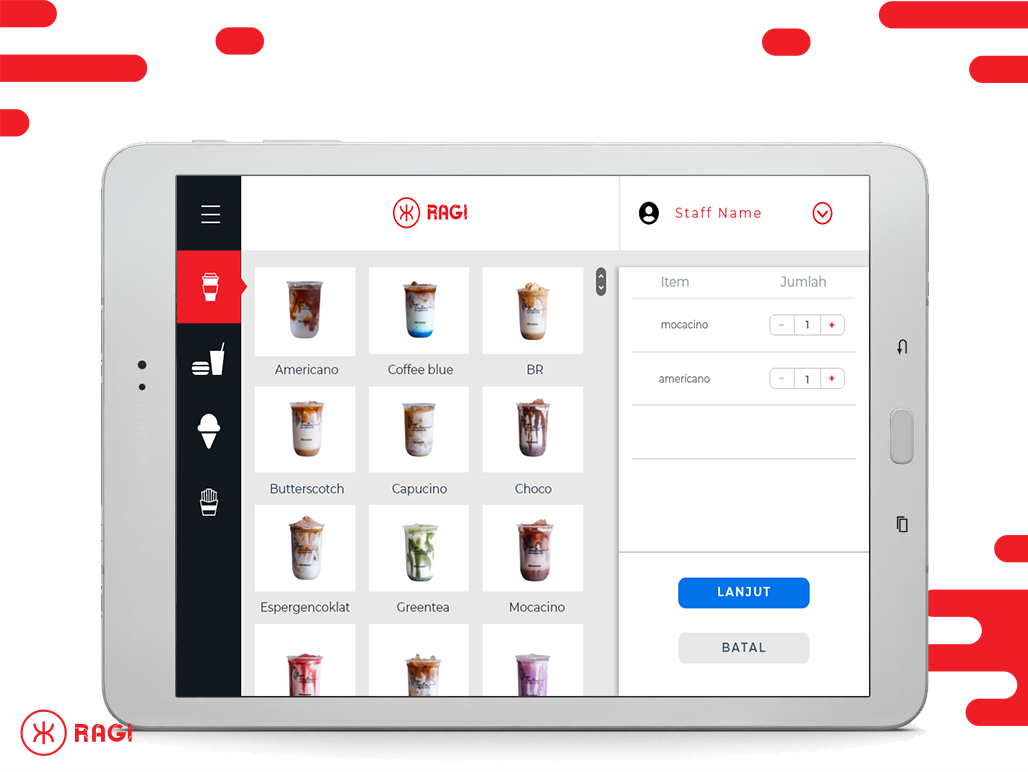 RAGI
Staff Name
Item Jumlah
mocacino - 1 +
americano - 1 +
Americano Coffee blue BR
Butterscotch Capucino Choco
Espergencoklat Greentea Mocacino
LANJUT
BATAL
RAGI